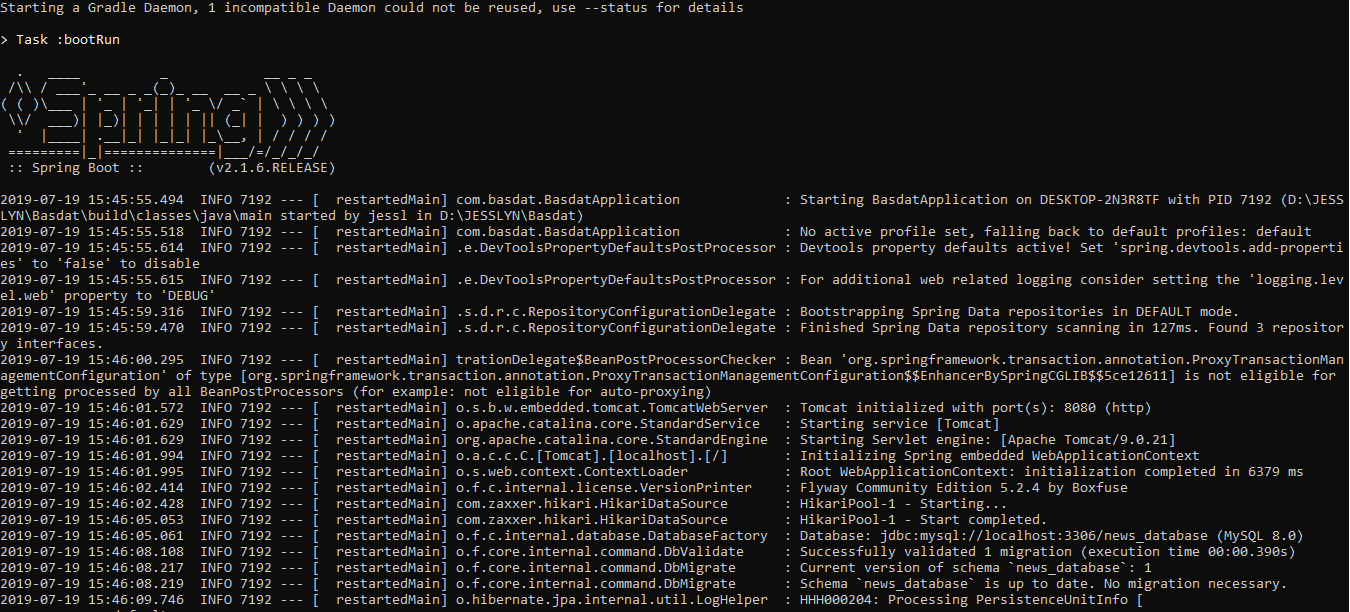 Starting a Gradle Daemon, 1 incompatible Daemon could not be reused, use --status for details
> Task :bootRun
  .   ____          _            __ _ _
 /\\ / ___'_ __ _ _(_)_ __  __ _ \ \ \ \
( ( )\___ | '_ | '_| | '_ \/ _` | \ \ \ \
 \\/  ___)| |_)| | | | | || (_| |  ) ) ) )
  '  |____| .__|_| |_|_| |_\__, | / / / /
 =========|_|==============|___/=/_/_/_/
 :: Spring Boot ::        (v2.1.6.RELEASE)
2019-07-19 15:45:55.494  INFO 7192 --- [  restartedMain] com.basdat.BasdatApplication             : Starting BasdatApplication on DESKTOP-2N3R8TF with PID 7192 (D:\JESS
LYN\Basdat\build\classes\java\main started by jessl in D:\JESSLYN\Basdat)
2019-07-19 15:45:55.518  INFO 7192 --- [  restartedMain] com.basdat.BasdatApplication             : No active profile set, falling back to default profiles: default
2019-07-19 15:45:55.614  INFO 7192 --- [  restartedMain] .e.DevToolsPropertyDefaultsPostProcessor : Devtools property defaults active! Set 'spring.devtools.add-properti
es' to 'false' to disable
2019-07-19 15:45:55.615  INFO 7192 --- [  restartedMain] .e.DevToolsPropertyDefaultsPostProcessor : For additional web related logging consider setting the 'logging.lev
el.web' property to 'DEBUG'
2019-07-19 15:45:59.316  INFO 7192 --- [  restartedMain] .s.d.r.c.RepositoryConfigurationDelegate : Bootstrapping Spring Data repositories in DEFAULT mode.
2019-07-19 15:45:59.470  INFO 7192 --- [  restartedMain] .s.d.r.c.RepositoryConfigurationDelegate : Finished Spring Data repository scanning in 127ms. Found 3 repositor
y interfaces.
2019-07-19 15:46:00.295  INFO 7192 --- [  restartedMain] trationDelegate$BeanPostProcessorChecker : Bean 'org.springframework.transaction.annotation.ProxyTransactionMan
agementConfiguration' of type [org.springframework.transaction.annotation.ProxyTransactionManagementConfiguration$$EnhancerBySpringCGLIB$$5ce12611] is not eligible for
getting processed by all BeanPostProcessors (for example: not eligible for auto-proxying)
2019-07-19 15:46:01.572  INFO 7192 --- [  restartedMain] o.s.b.w.embedded.tomcat.TomcatWebServer  : Tomcat initialized with port(s): 8080 (http)
2019-07-19 15:46:01.629  INFO 7192 --- [  restartedMain] o.apache.catalina.core.StandardService   : Starting service [Tomcat]
2019-07-19 15:46:01.629  INFO 7192 --- [  restartedMain] org.apache.catalina.core.StandardEngine  : Starting Servlet engine: [Apache Tomcat/9.0.21]
2019-07-19 15:46:01.994  INFO 7192 --- [  restartedMain] o.a.c.c.C.[Tomcat].[localhost].[/]       : Initializing Spring embedded WebApplicationContext
2019-07-19 15:46:01.995  INFO 7192 --- [  restartedMain] o.s.web.context.ContextLoader            : Root WebApplicationContext: initialization completed in 6379 ms
2019-07-19 15:46:02.414  INFO 7192 --- [  restartedMain] o.f.c.internal.license.VersionPrinter    : Flyway Community Edition 5.2.4 by Boxfuse
2019-07-19 15:46:02.428  INFO 7192 --- [  restartedMain] com.zaxxer.hikari.HikariDataSource       : HikariPool-1 - Starting...
2019-07-19 15:46:05.053  INFO 7192 --- [  restartedMain] com.zaxxer.hikari.HikariDataSource       : HikariPool-1 - Start completed.
2019-07-19 15:46:05.061  INFO 7192 --- [  restartedMain] o.f.c.internal.database.DatabaseFactory  : Database: jdbc:mysql://localhost:3306/news_database (MySQL 8.0)
2019-07-19 15:46:08.108  INFO 7192 --- [  restartedMain] o.f.core.internal.command.DbValidate     : Successfully validated 1 migration (execution time 00:00.390s)
2019-07-19 15:46:08.217  INFO 7192 --- [  restartedMain] o.f.core.internal.command.DbMigrate      : Current version of schema `news_database`: 1
2019-07-19 15:46:08.219  INFO 7192 --- [  restartedMain] o.f.core.internal.command.DbMigrate      : Schema `news_database` is up to date. No migration necessary.
2019-07-19 15:46:09.746  INFO 7192 --- [  restartedMain] o.hibernate.jpa.internal.util.LogHelper  : HHH000204: Processing PersistenceUnitInfo [